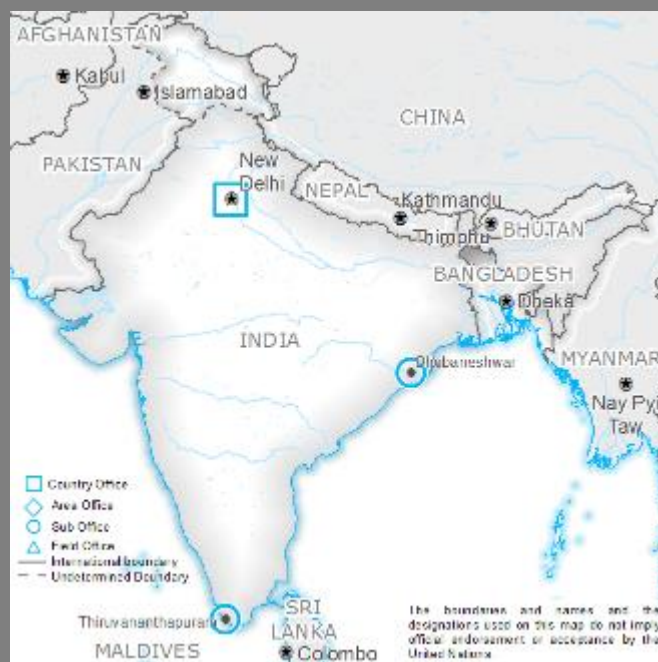 AFGHANISTAN
Kabul
Islamabad
CHINA
PAKISTAN
New
Delhi
NEPAL
Kathmandu
Thimphu
BHUTAN
BANGLADESH
Dhaka
INDIA
Bhubaneshwar
MYANMAR
Nay Pyi
Taw
Country Office
Area Office
Sub Office
Field Office
International boundary
Undetermined Boundary
Thiruvananthapuram
SRI
LANKA
MALDIVES
Colombo
The boundaries and names and the
designations used on this map do not imply
official endorsement or acceptance by the
United Nations